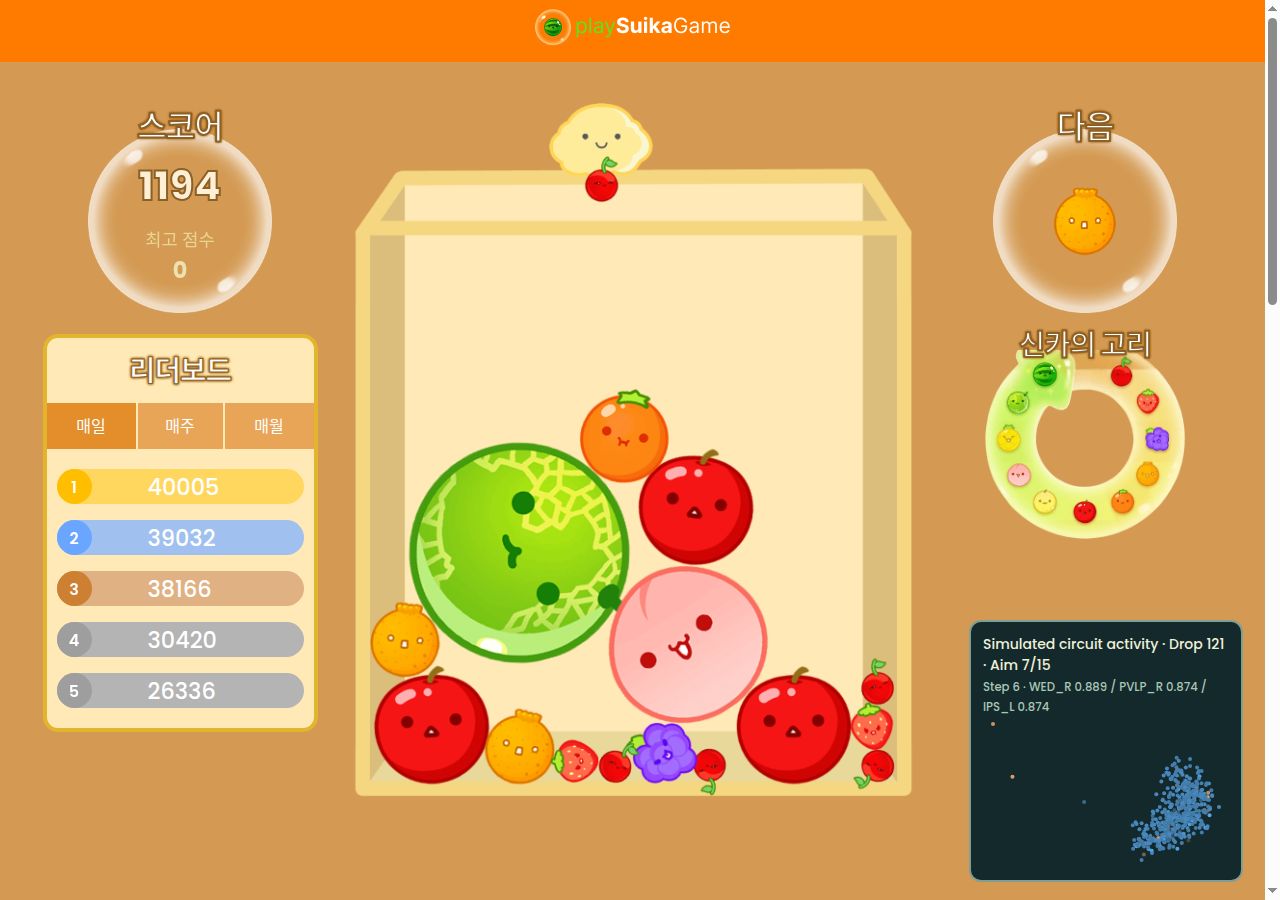 playSuikaGame
스코어
1194
최고 점수
0
다음
신카의 고리
리더보드
매일 매주 매월
1 40005
2 39032
3 38166
4 30420
5 26336
Simulated circuit activity · Drop 121
· Aim 7/15
Step 6 · WED_R 0.889 / PVLP_R 0.874 /
IPS_L 0.874